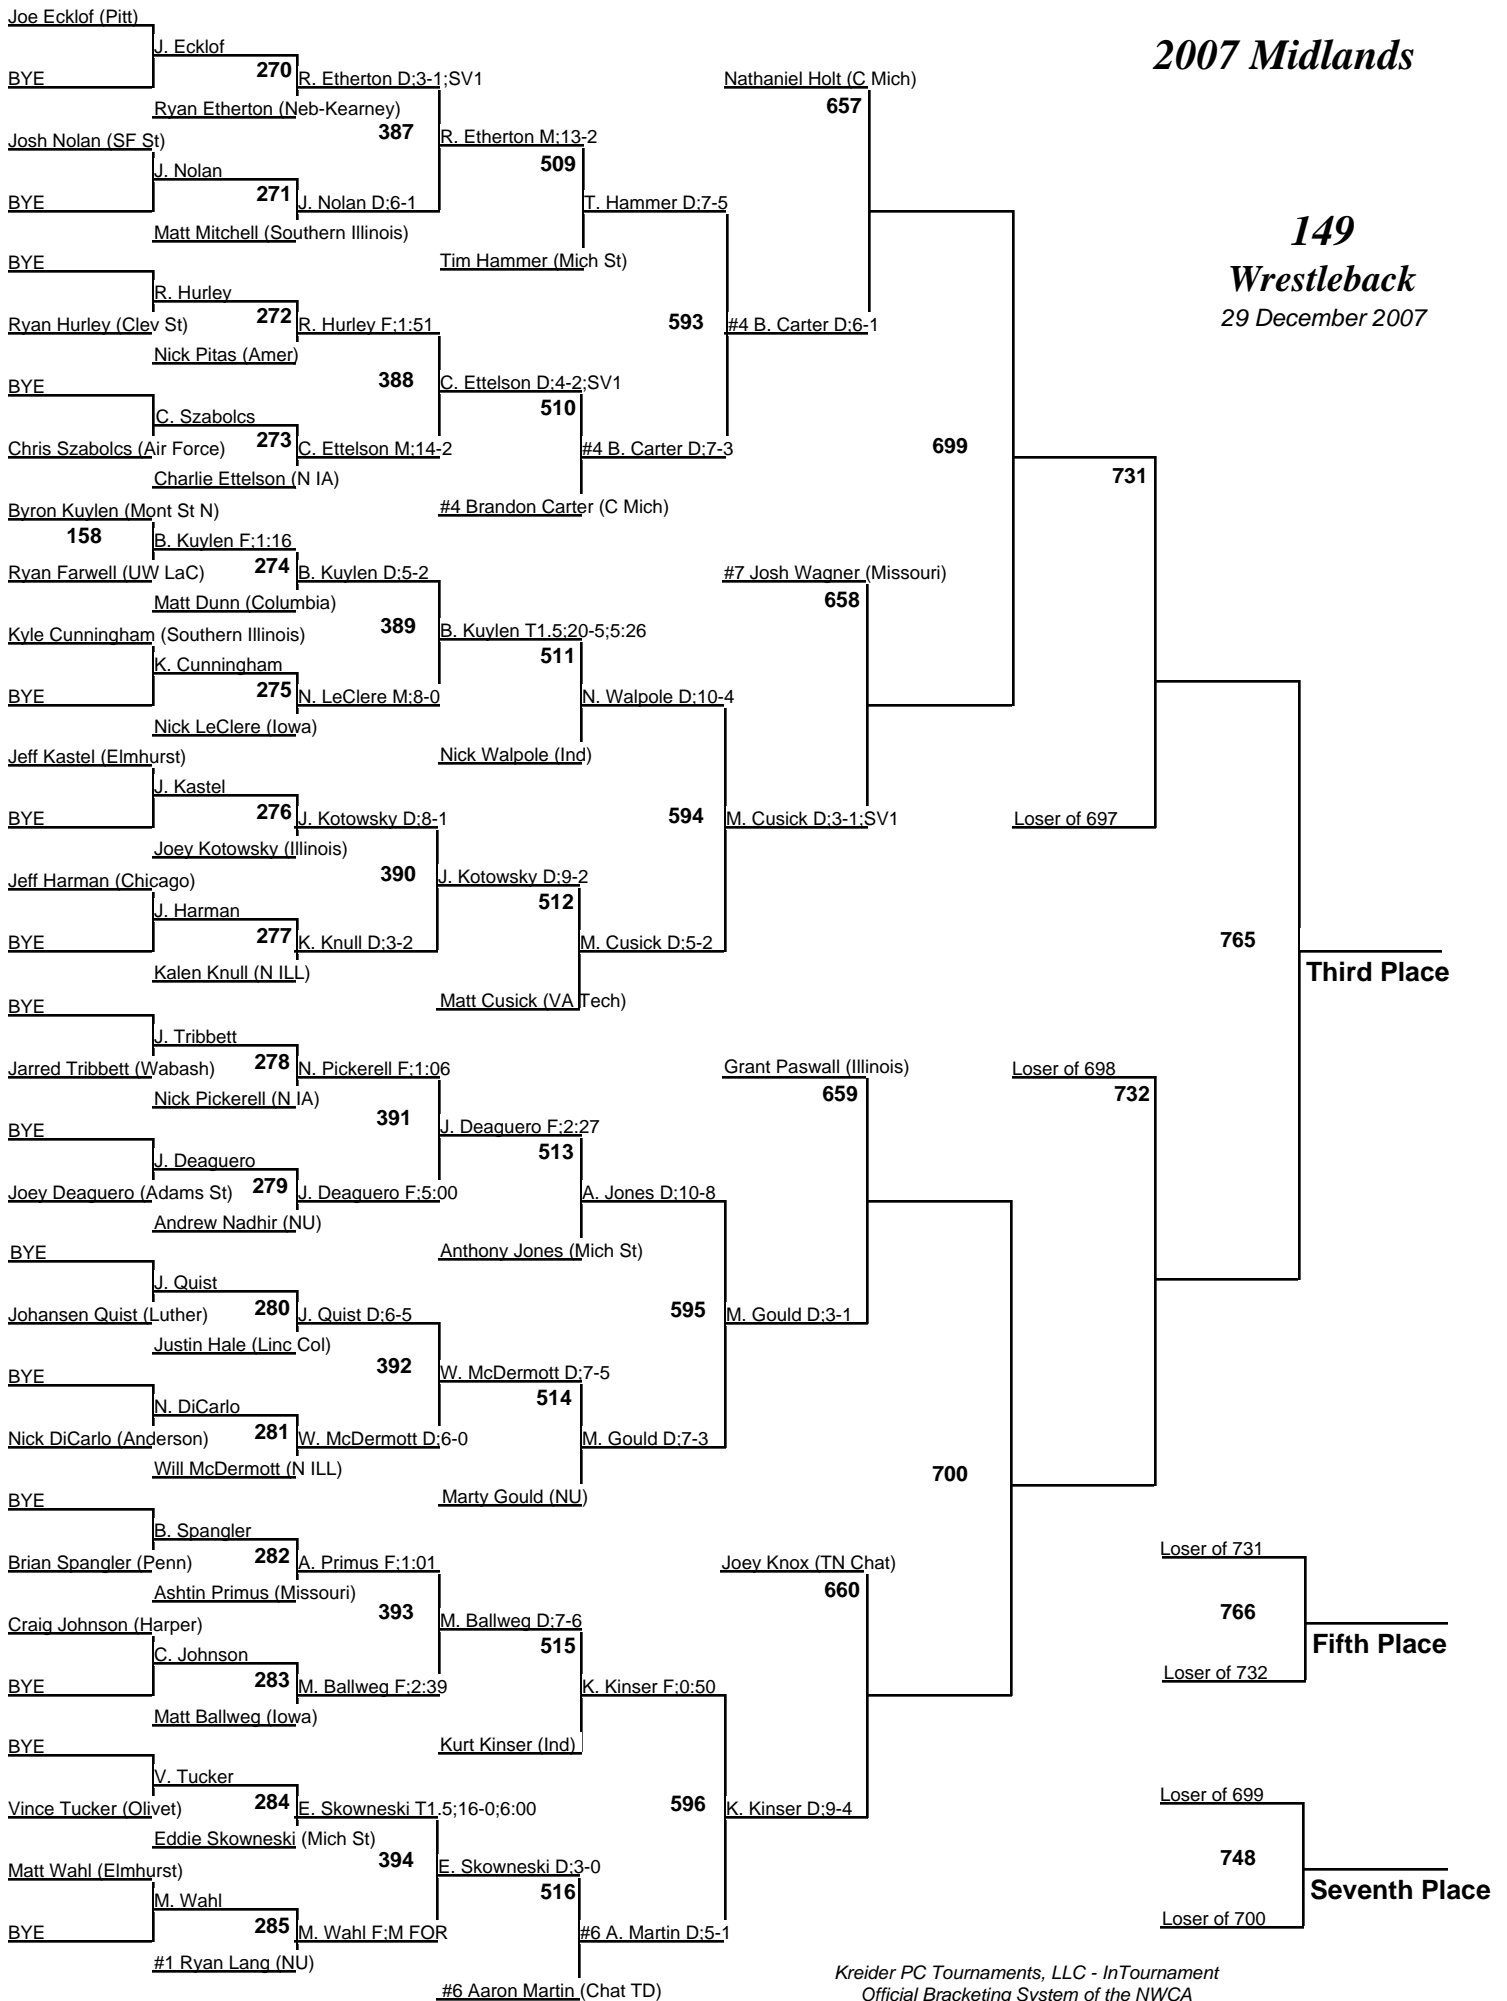 Joe Ecklof (Pitt)
2007 Midlands
J. Ecklof
270
BYE
R. Etherton D;3-1;SV1
Nathaniel Holt (C Mich)
657
Ryan Etherton (Neb-Kearney)
387
Josh Nolan (SF St)
R. Etherton M;13-2
509
J. Nolan
271
BYE
J. Nolan D;6-1
T. Hammer D;7-5
149
Matt Mitchell (Southern Illinois)
BYE
Tim Hammer (Mich St)
Wrestleback
R. Hurley
29 December 2007
Ryan Hurley (Clev St)
272
R. Hurley F;1:51
593
#4 B. Carter D;6-1
Nick Pitas (Amer)
388
BYE
C. Ettelson D;4-2;SV1
510
C. Szabolcs
273
Chris Szabolcs (Air Force)
C. Ettelson M;14-2
#4 B. Carter D;7-3
699
731
Charlie Ettelson (N IA)
Byron Kuylen (Mont St N)
#4 Brandon Carter (C Mich)
158
B. Kuylen F;1:16
Ryan Farwell (UW LaC)
274
B. Kuylen D;5-2
#7 Josh Wagner (Missouri)
658
Matt Dunn (Columbia)
389
Kyle Cunningham (Southern Illinois)
B. Kuylen T1.5;20-5;5:26
511
K. Cunningham
275
BYE
N. LeClere M;8-0
N. Walpole D;10-4
Nick LeClere (Iowa)
Jeff Kastel (Elmhurst)
Nick Walpole (Ind)
J. Kastel
276
BYE
J. Kotowsky D;8-1
594
M. Cusick D;3-1;SV1
Loser of 697
Joey Kotowsky (Illinois)
390
Jeff Harman (Chicago)
J. Kotowsky D;9-2
512
J. Harman
277
BYE
K. Knull D;3-2
M. Cusick D;5-2
765
Third Place
Kalen Knull (N ILL)
BYE
Matt Cusick (VA Tech)
J. Tribbett
278
Jarred Tribbett (Wabash)
N. Pickerell F;1:06
Grant Paswall (Illinois)
659
Loser of 698
732
Nick Pickerell (N IA)
391
BYE
J. Deaguero F;2:27
513
J. Deaguero
279
Joey Deaguero (Adams St)
J. Deaguero F;5:00
A. Jones D;10-8
Andrew Nadhir (NU)
BYE
Anthony Jones (Mich St)
J. Quist
280
Johansen Quist (Luther)
J. Quist D;6-5
595
M. Gould D;3-1
Justin Hale (Linc Col)
392
BYE
W. McDermott D;7-5
514
N. DiCarlo
281
Nick DiCarlo (Anderson)
W. McDermott D;6-0
M. Gould D;7-3
Will McDermott (N ILL)
700
BYE
Marty Gould (NU)
B. Spangler
282
Brian Spangler (Penn)
A. Primus F;1:01
Joey Knox (TN Chat)
660
Loser of 731
Ashtin Primus (Missouri)
393
Craig Johnson (Harper)
M. Ballweg D;7-6
515
766
Fifth Place
C. Johnson
283
BYE
M. Ballweg F;2:39
K. Kinser F;0:50
Loser of 732
Matt Ballweg (Iowa)
BYE
Kurt Kinser (Ind)
V. Tucker
284
Vince Tucker (Olivet)
E. Skowneski T1.5;16-0;6:00
596
K. Kinser D;9-4
Loser of 699
Eddie Skowneski (Mich St)
394
Matt Wahl (Elmhurst)
E. Skowneski D;3-0
516
748
Seventh Place
M. Wahl
285
BYE
M. Wahl F;M FOR
#6 A. Martin D;5-1
Loser of 700
#1 Ryan Lang (NU)
#6 Aaron Martin (Chat TD)
Kreider PC Tournaments, LLC - InTournament
Official Bracketing System of the NWCA